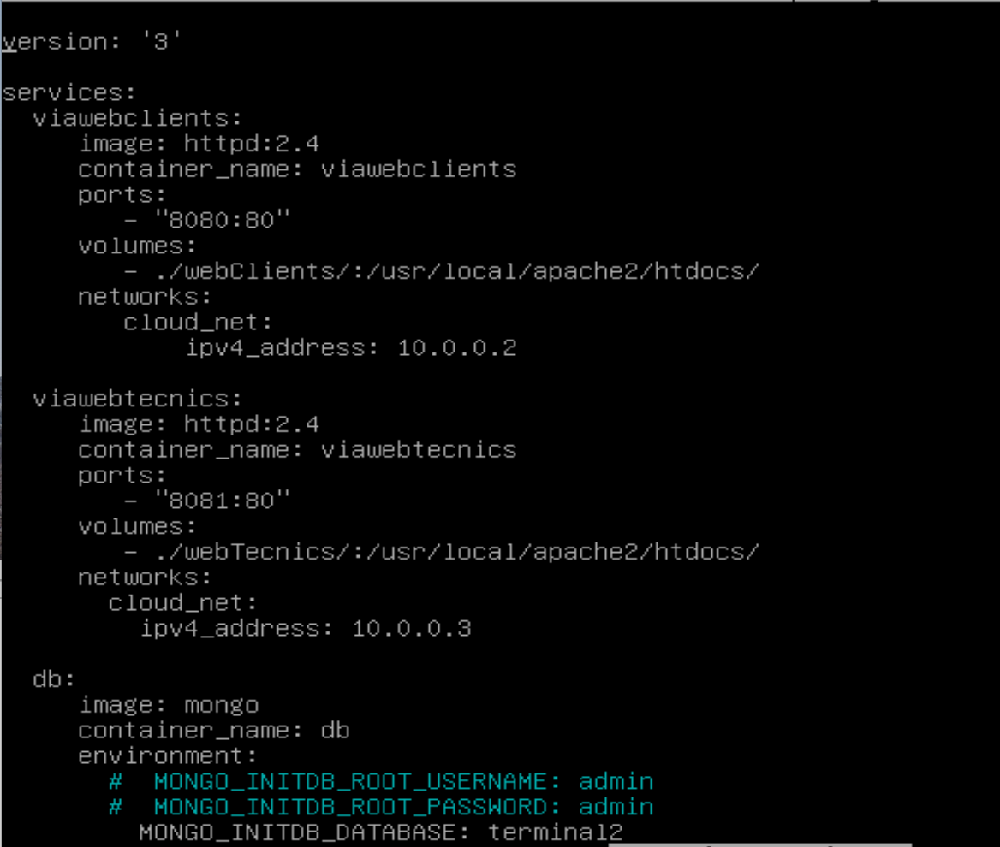 version: '3'
services:
viawebclients:
image: httpd:2.4
container_name: viawebclients
ports:
- "8080:80"
volumes:
- ./webClients/:/usr/local/apache2/htdocs/
networks:
cloud_net:
ipv4_address: 10.0.0.2
viawebtecnics:
image: httpd:2.4
container_name: viawebtecnics
ports:
- "8081:80"
volumes:
- ./webTecnics/:/usr/local/apache2/htdocs/
networks:
cloud_net:
ipv4_address: 10.0.0.3
db:
image: mongo
container_name: db
environment:
# MONGO_INITDB_ROOT_USERNAME: admin
# MONGO_INITDB_ROOT_PASSWORD: admin
MONGO_INITDB_DATABASE: terminal2